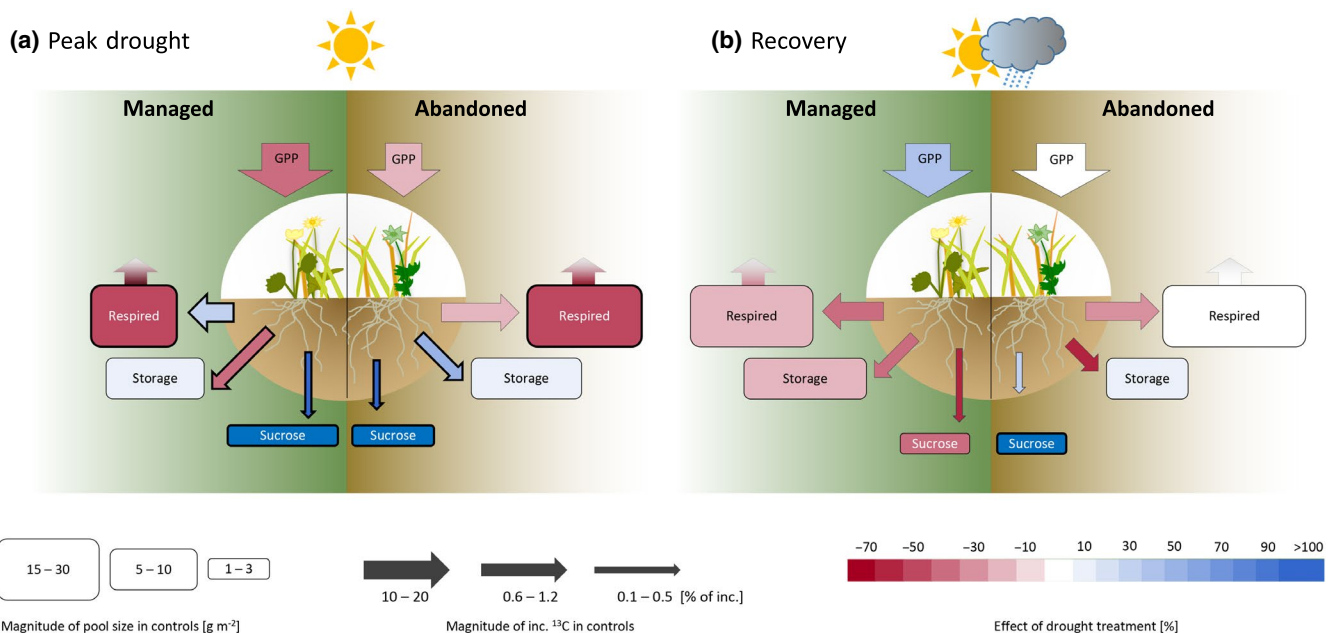 (a) Peak drought
Managed
Abandoned
GPP
GPP
Respired
Respired
Storage
Storage
Sucrose
Sucrose
(b) Recovery
Managed
Abandoned
GPP
GPP
Respired
Respired
Storage
Storage
Sucrose
Sucrose
15 – 30
5 – 10
1 – 3
Magnitude of pool size in controls [g m⁻²]
10 – 20
0.6 – 1.2
0.1 – 0.5 [% of inc.]
Magnitude of inc. ¹³C in controls
−70 −50 −30 −10 10 30 50 70 90 >100
Effect of drought treatment [%]